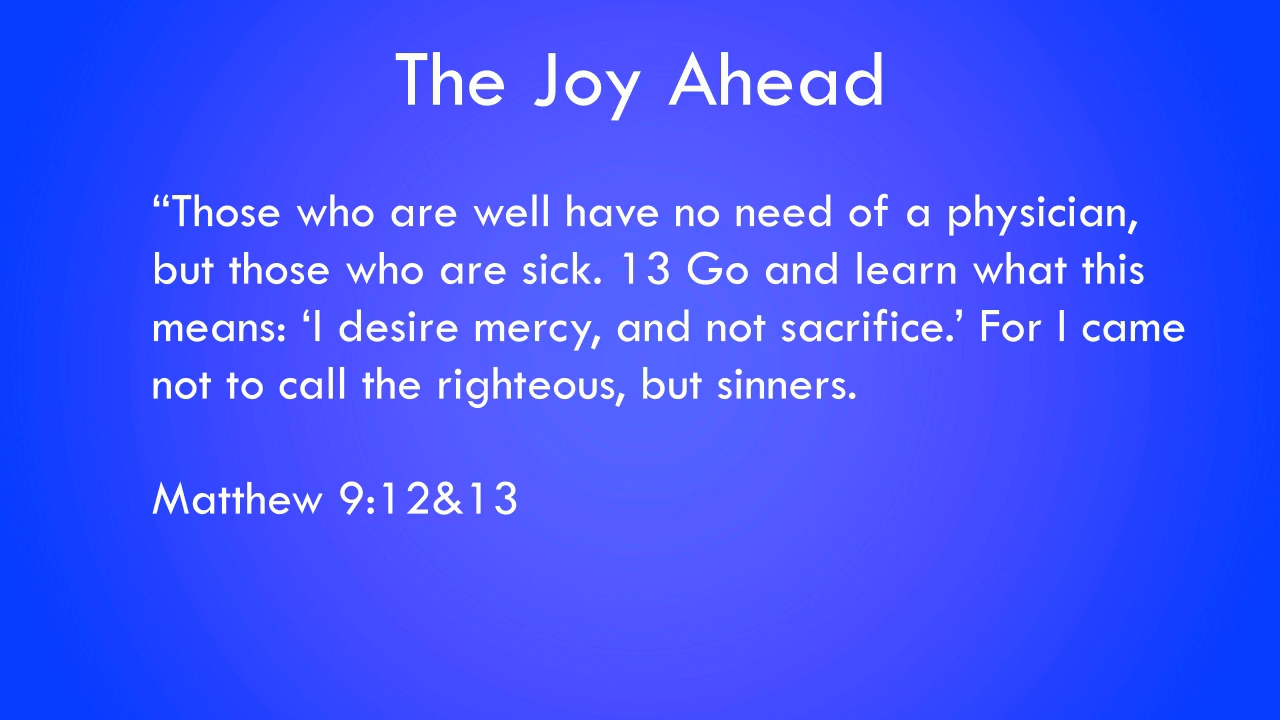 The Joy Ahead
“Those who are well have no need of a physician,
but those who are sick. 13 Go and learn what this
means: ‘I desire mercy, and not sacrifice.’ For I came
not to call the righteous, but sinners.
Matthew 9:12&13